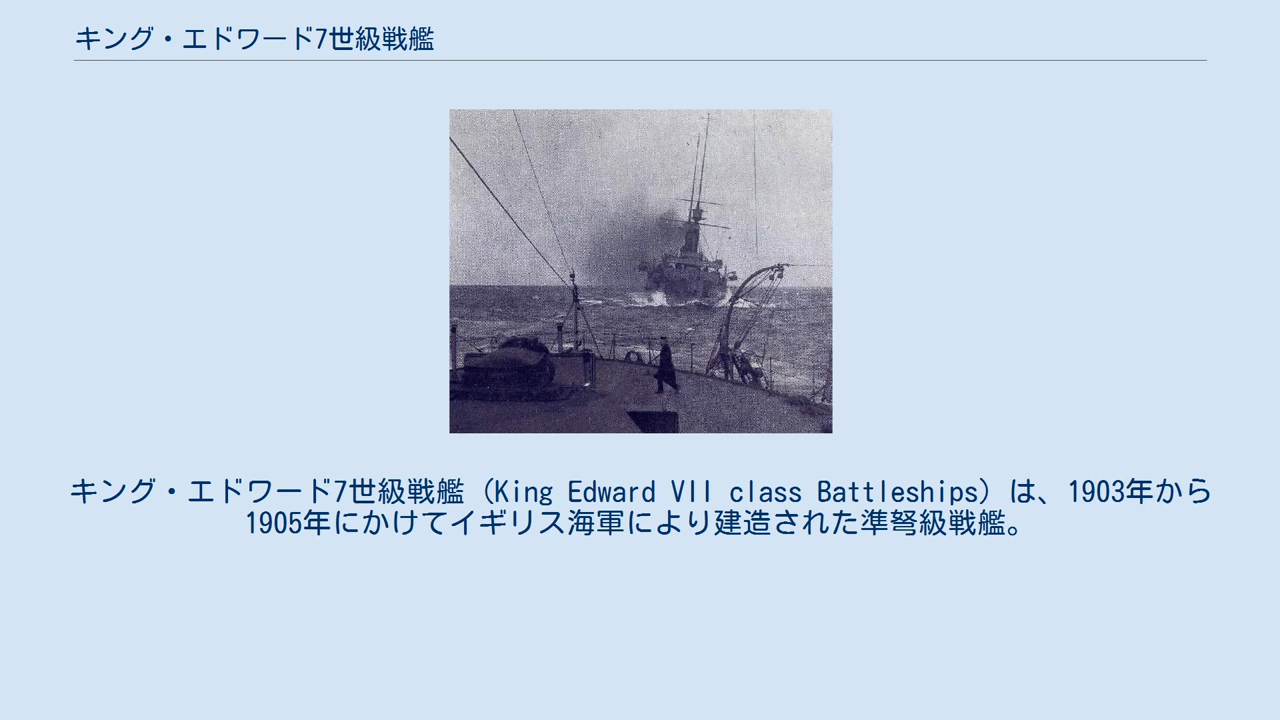 キング・エドワード7世級戦艦
キング・エドワード7世級戦艦（King Edward VII class Battleships）は、1903年から
1905年にかけてイギリス海軍により建造された準弩級戦艦。